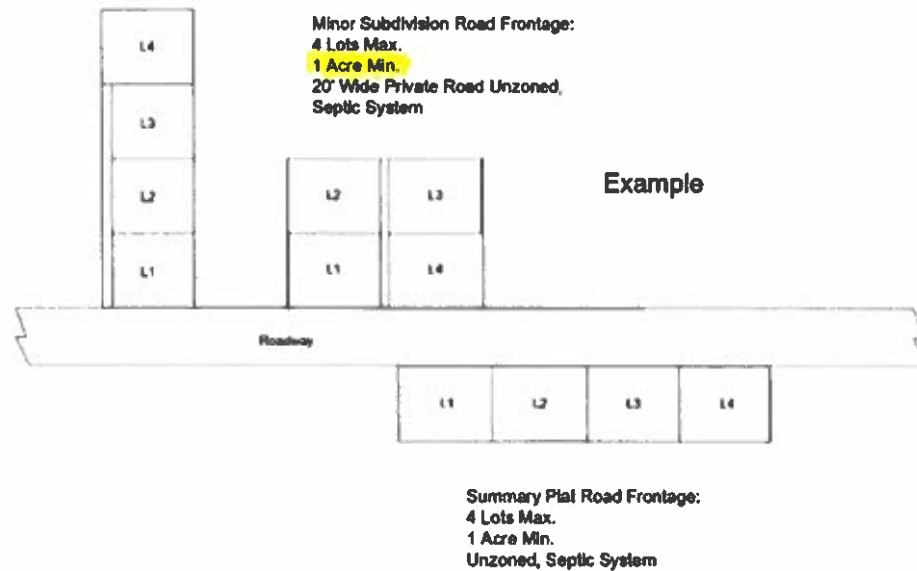 Minor Subdivision Road Frontage:
4 Lots Max.
1 Acre Min.
20' Wide Private Road Unzoned,
Septic System
L4
L3
L2
L1
L2
L3
L1
L4
Example
Roadway
L1
L2
L3
L4
Summary Plat Road Frontage:
4 Lots Max.
1 Acre Min.
Unzoned, Septic System